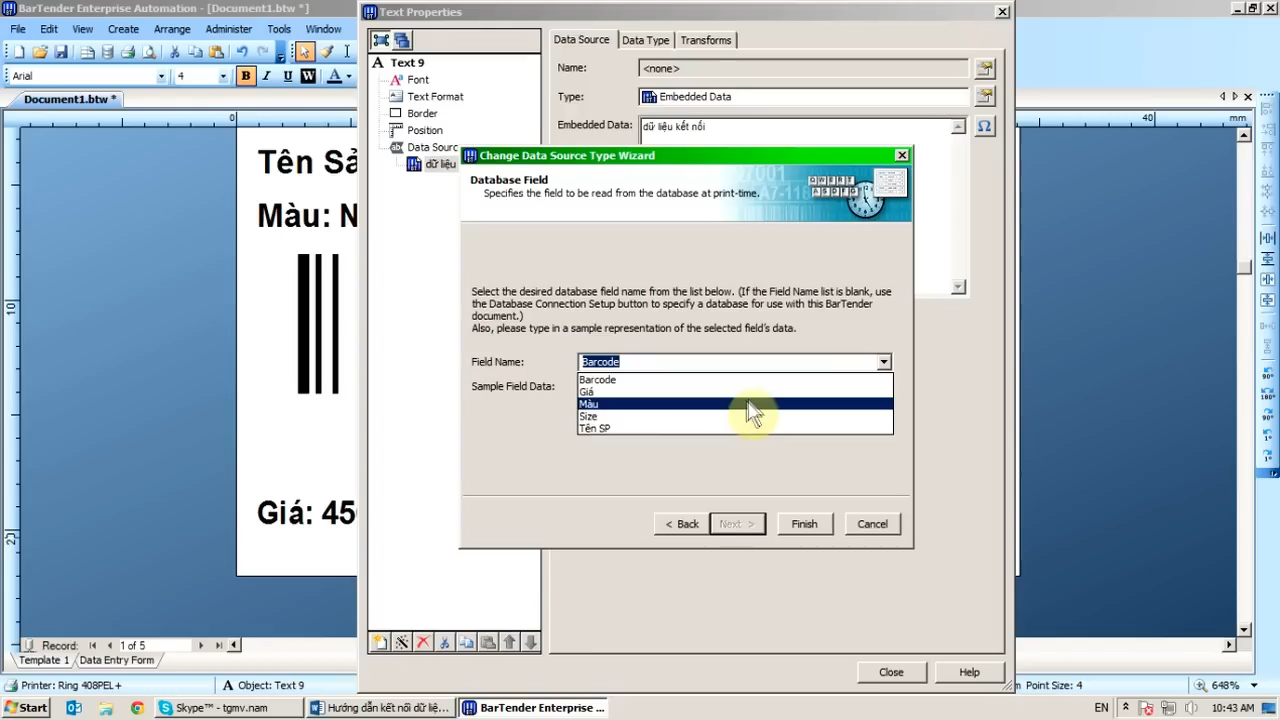 BarTender Enterprise Automation - [Document1.btw *]
File Edit View Create Arrange Administer Tools Window
Arial 4 B I U W A
Document1.btw *
0 40 mm
Tên Sả
Màu: N
Giá: 450
10
Text Properties
Text 9
Font
Text Format
Border
Position
Data Sourc
dữ liệu
Data Source Data Type Transforms
Name: <none>
Type: Embedded Data
Embedded Data: dữ liệu kết nối
Change Data Source Type Wizard
Database Field
Specifies the field to be read from the database at print-time.
Select the desired database field name from the list below. (If the Field Name list is blank, use
the Database Connection Setup button to specify a database for use with this BarTender
document.)
Also, please type in a sample representation of the selected field's data.
Field Name: Barcode
Sample Field Data:
Barcode
Giá
Màu
Size
Tên SP
< Back Next > Finish Cancel
Close Help
Record: 1 of 5
Template 1 Data Entry Form
Printer: Ring 408PEL+ Object: Text 9 Point Size: 4 648%
Start Skype™ - tgmv.nam Hướng dẫn kết nối dữ liệ... BarTender Enterprise ... EN 10:43 AM